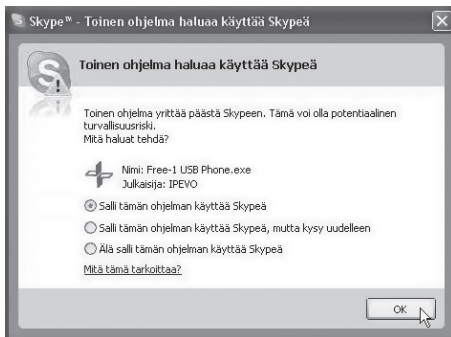 Skype™ - Toinen ohjelma haluaa käyttää Skypeä
Toinen ohjelma haluaa käyttää Skypeä
Toinen ohjelma yrittää päästä Skypeen. Tämä voi olla potentiaalinen
turvallisuusriski.
Mitä haluat tehdä?
Nimi: Free-1 USB Phone.exe
Julkaisija: IPEVO
Salli tämän ohjelman käyttää Skypeä
Salli tämän ohjelman käyttää Skypeä, mutta kysy uudelleen
Älä salli tämän ohjelman käyttää Skypeä
Mitä tämä tarkoittaa?
OK